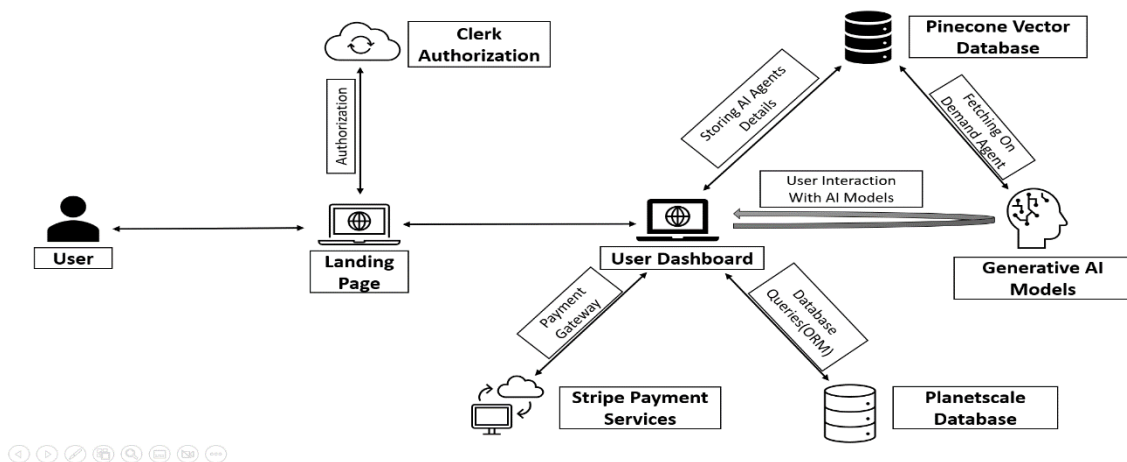 Clerk
Authorization
Pinecone Vector
Database
Authorization
Storing AI Agents
Details
Fetching On
Demand Agent
User Interaction
With AI Models
User
Landing
Page
User Dashboard
Generative AI
Models
Payment
Gateway
Database
Queries(ORM)
Stripe Payment
Services
Planetscale
Database